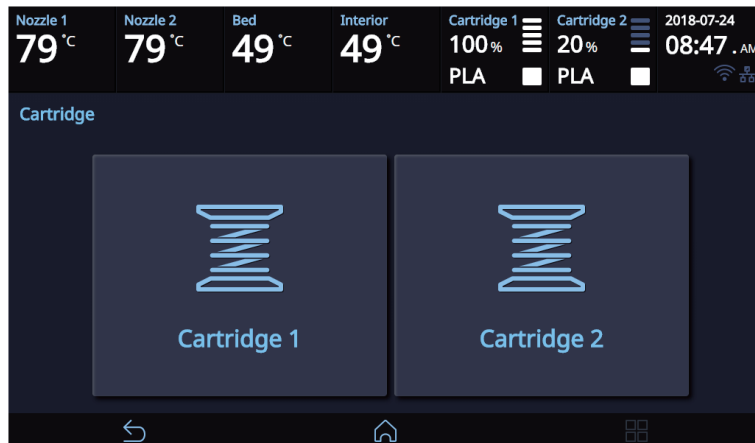 Nozzle 1
79 °C
Nozzle 2
79 °C
Bed
49 °C
Interior
49 °C
Cartridge 1
100 %
PLA
Cartridge 2
20 %
PLA
2018-07-24
08:47 . AM
Cartridge
Cartridge 1
Cartridge 2